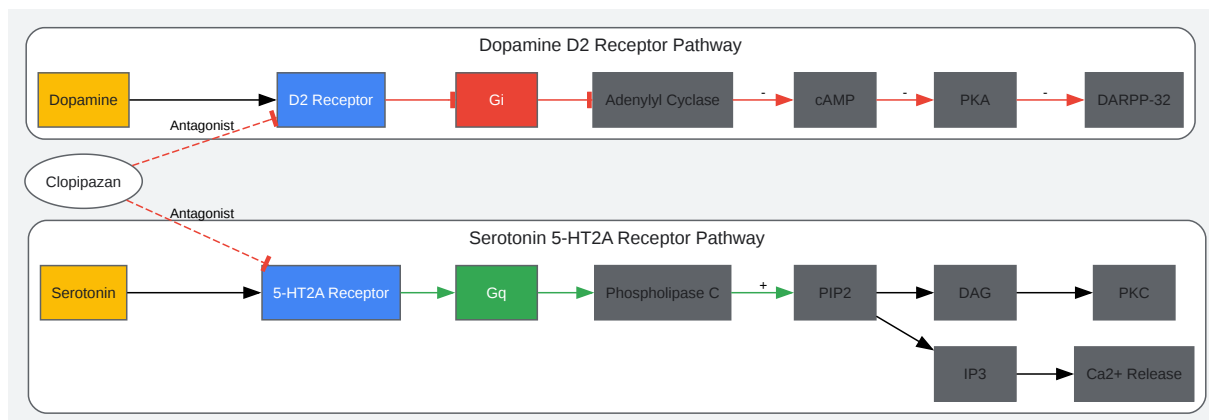 Dopamine D2 Receptor Pathway
Dopamine
D2 Receptor
Gi
Adenylyl Cyclase
-
cAMP
-
PKA
-
DARPP-32
Antagonist
Clopipazan
Antagonist
Serotonin 5-HT2A Receptor Pathway
Serotonin
5-HT2A Receptor
Gq
Phospholipase C
+
PIP2
DAG
PKC
IP3
Ca2+ Release